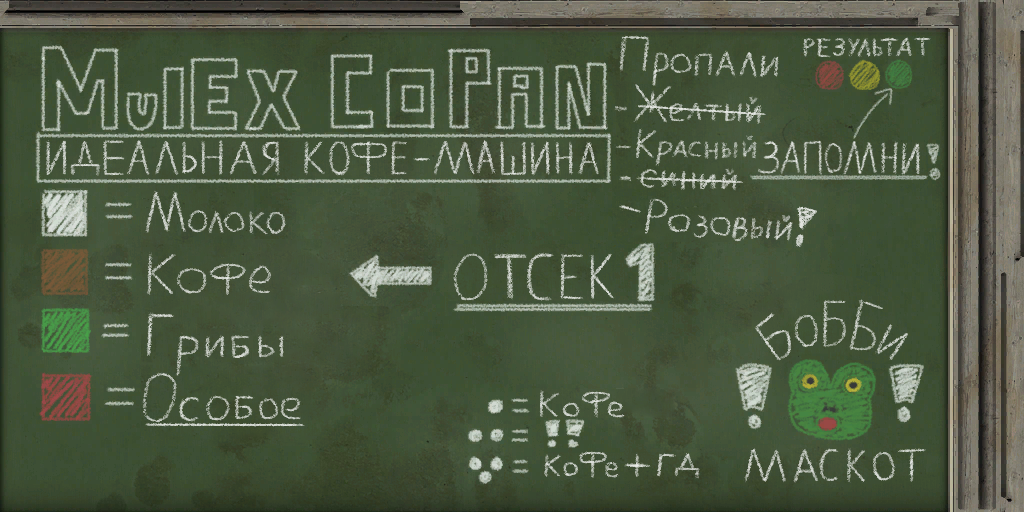 MulEX CoPAN
ИДЕАЛЬНАЯ КОФЕ-МАШИНА
= Молоко
= Кофе
= Грибы
= Особое
ОТСЕК 1
= Кофе
= !!
= Кофе+ГД
Пропали
- Желтый
- Красный
- Синий
- Розовый!
РЕЗУЛЬТАТ
ЗАПОМНИ!
БОББИ
! !
МАСКОТ